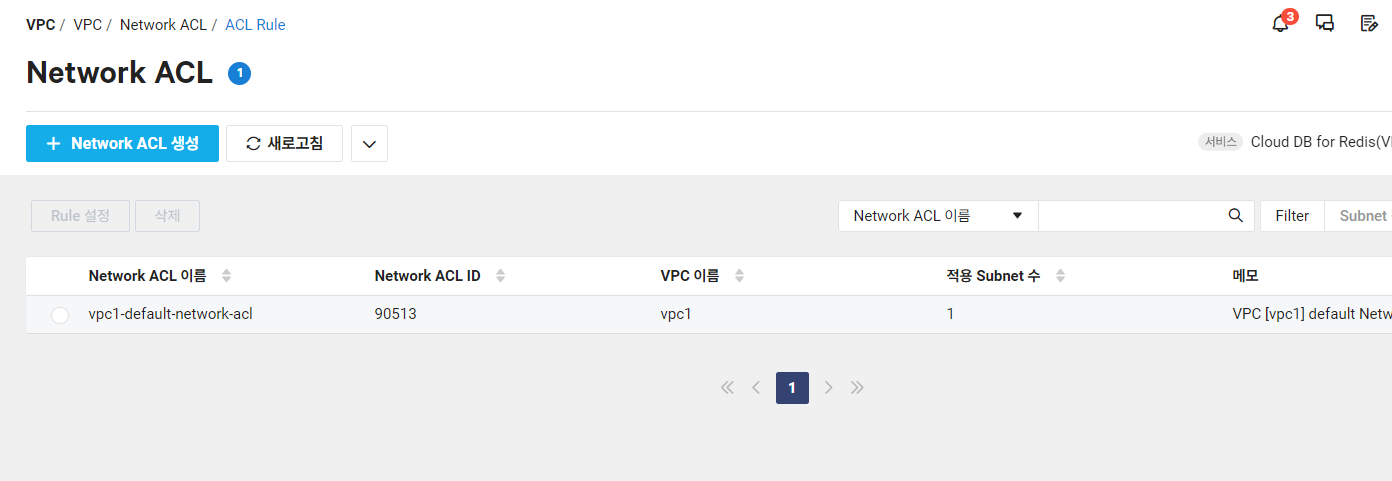 VPC / VPC / Network ACL / ACL Rule
3
Network ACL 1
+ Network ACL 생성 새로고침
서비스 Cloud DB for Redis(V
Rule 설정 삭제 Network ACL 이름 Filter Subnet
Network ACL 이름 Network ACL ID VPC 이름 적용 Subnet 수 메모
vpc1-default-network-acl 90513 vpc1 1 VPC [vpc1] default Netw
1